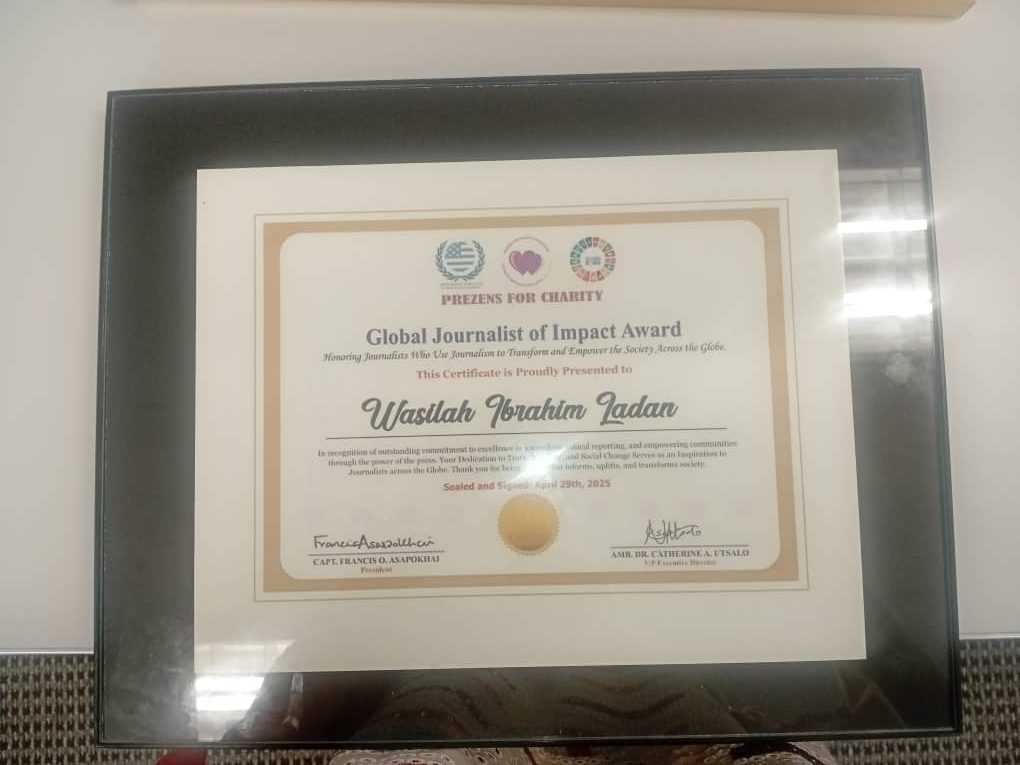 PREZENS FOR CHARITY
Global Journalist of Impact Award
Honoring Journalists Who Use Journalism to Transform and Empower the Society Across the Globe.
This Certificate is Proudly Presented to
Wasilah Ibrahim Ladan
In recognition of outstanding commitment to excellence in reporting, and empowering communities
through the power of the press. Your Dedication to and Social Change Serves as an Inspiration to
Journalists across the Globe. Thank you for informs, uplifts, and transforms society.
Sealed and Signed: April 29th, 2025
Francis Asapokhai
CAPT. FRANCIS O. ASAPOKHAI
President
AMB. DR. CATHERINE A. UTSALO
V/P Executive Director